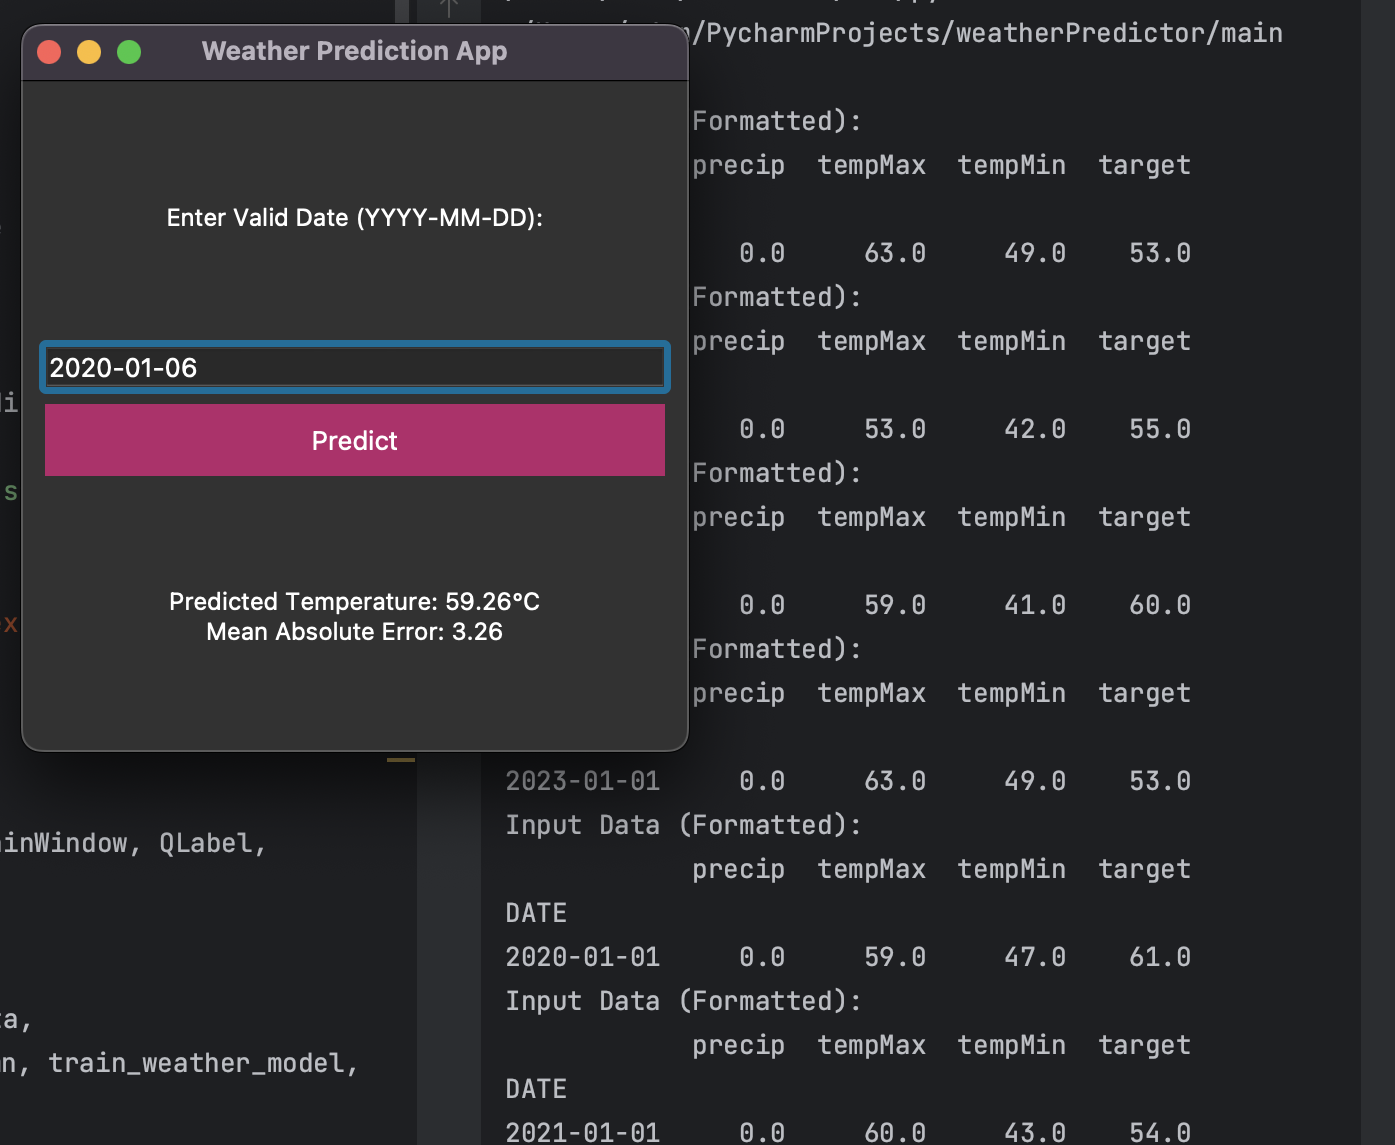 /PycharmProjects/weatherPredictor/main
Weather Prediction App
Enter Valid Date (YYYY-MM-DD):
2020-01-06
Predict
Predicted Temperature: 59.26°C
Mean Absolute Error: 3.26
Formatted):
precip tempMax tempMin target
0.0 63.0 49.0 53.0
Formatted):
precip tempMax tempMin target
0.0 53.0 42.0 55.0
Formatted):
precip tempMax tempMin target
0.0 59.0 41.0 60.0
Formatted):
precip tempMax tempMin target
2023-01-01 0.0 63.0 49.0 53.0
Input Data (Formatted):
precip tempMax tempMin target
DATE
2020-01-01 0.0 59.0 47.0 61.0
Input Data (Formatted):
precip tempMax tempMin target
DATE
2021-01-01 0.0 60.0 43.0 54.0
inWindow, QLabel,
ta,
n, train_weather_model,